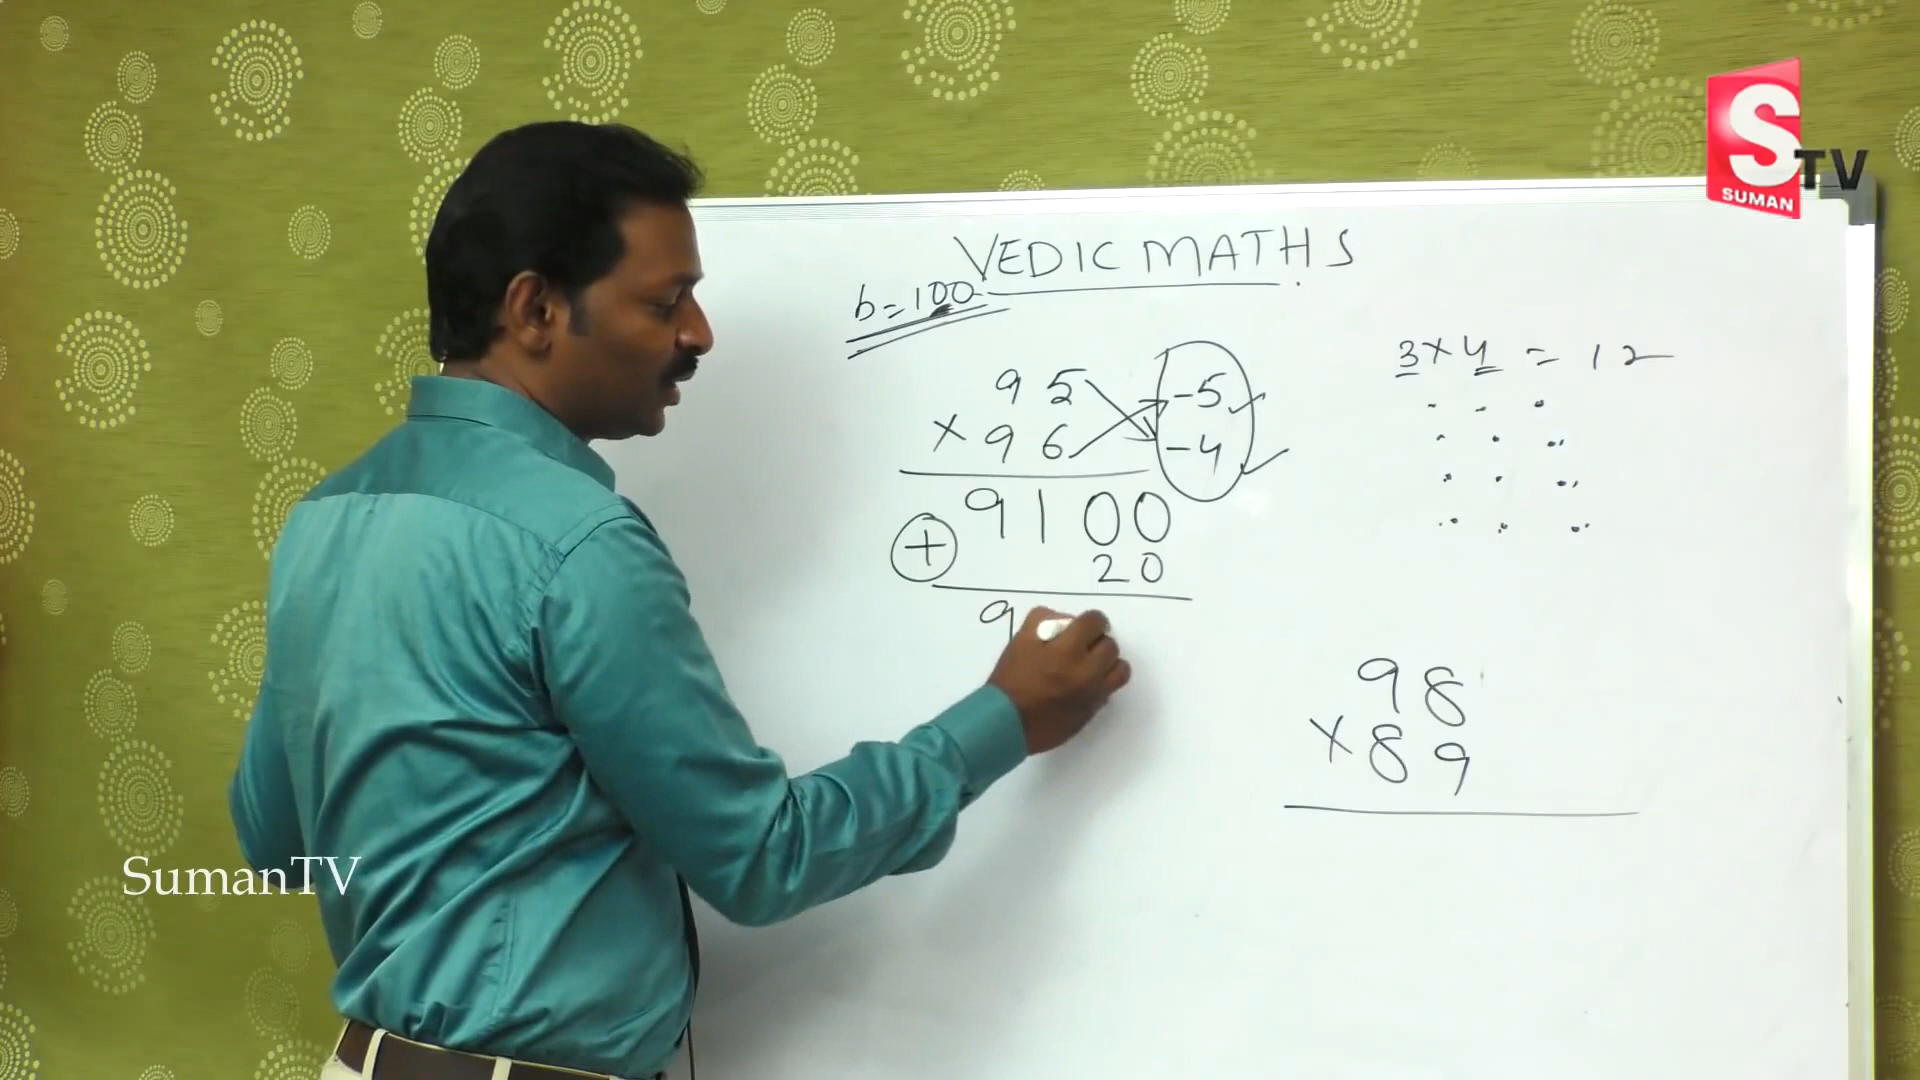 VEDIC MATHS
b=100
95 -5
×96 -4
9100
+ 20
9
3×4=12
98
×89
S TV
SUMAN
SumanTV